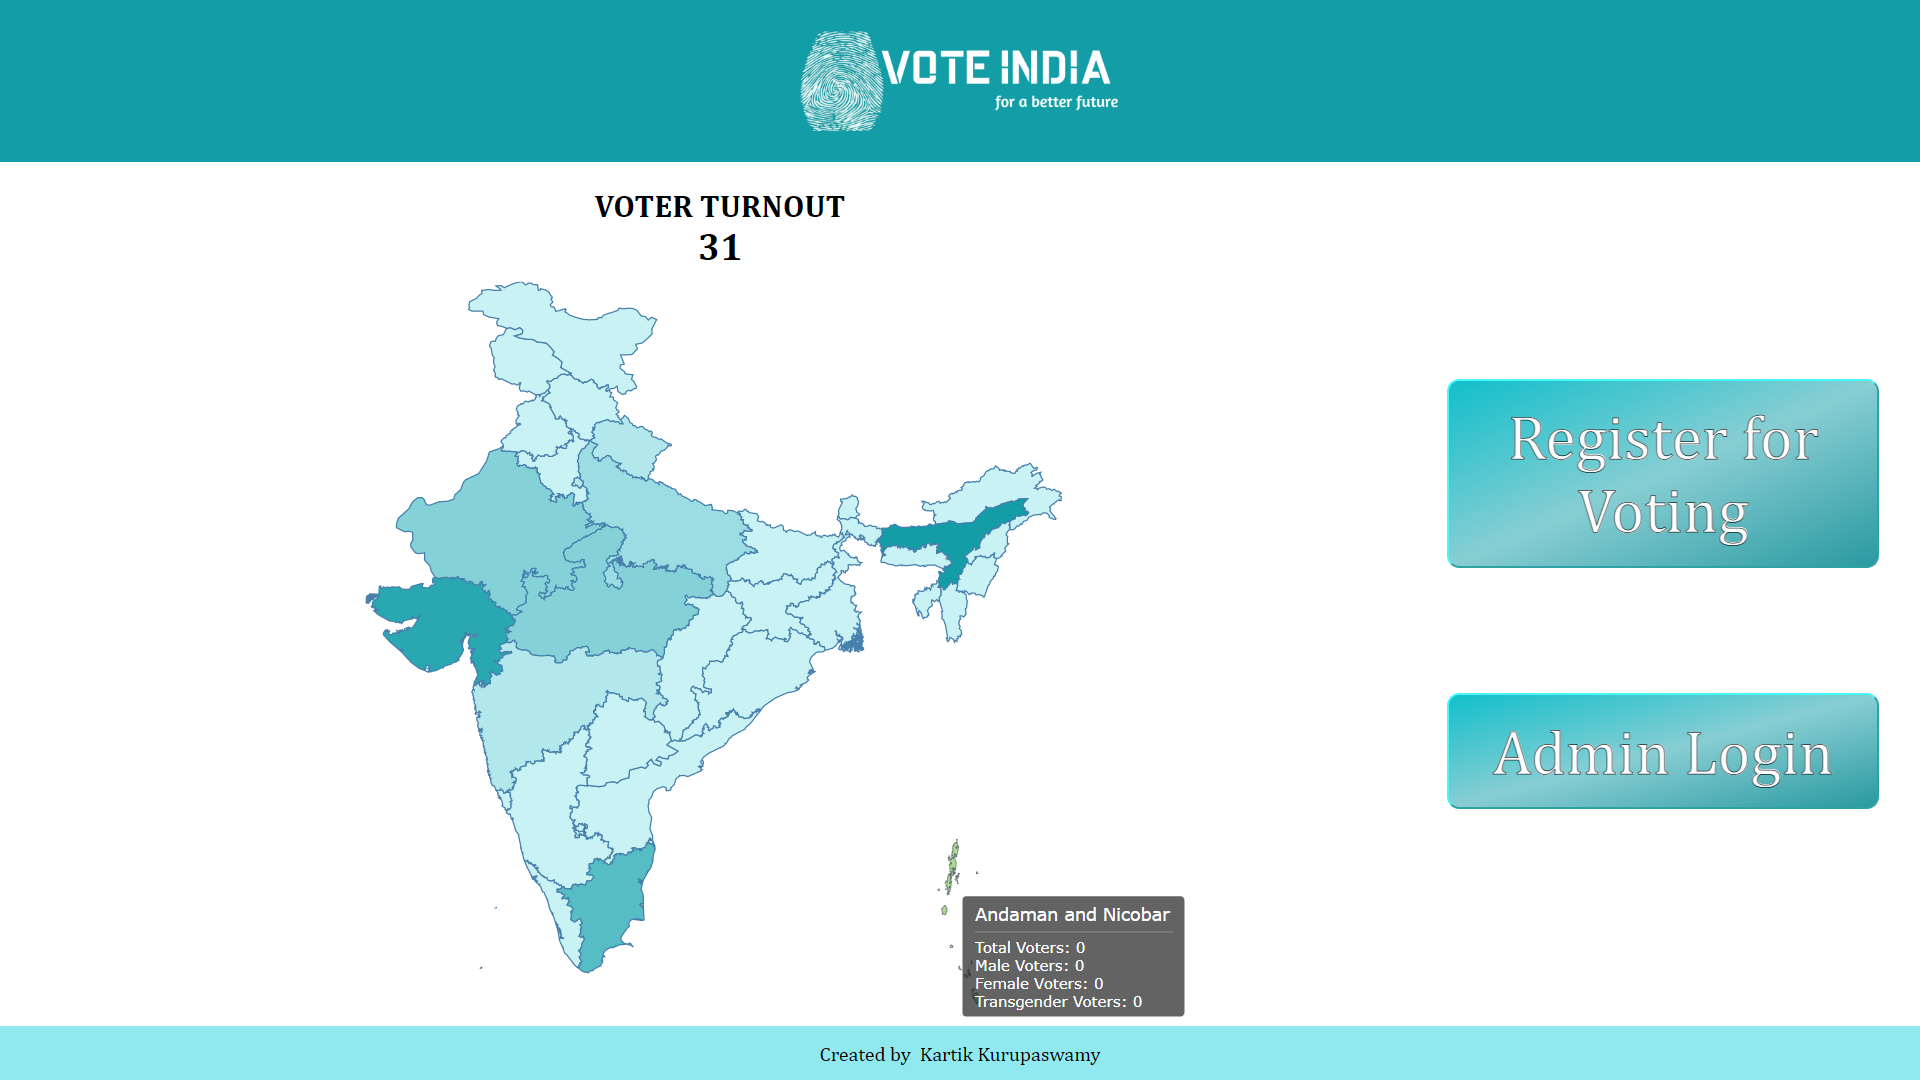 VOTE INDIA
for a better future
VOTER TURNOUT
31
Register for
Voting
Admin Login
Andaman and Nicobar
Total Voters: 0
Male Voters: 0
Female Voters: 0
Transgender Voters: 0
Created by Kartik Kurupaswamy